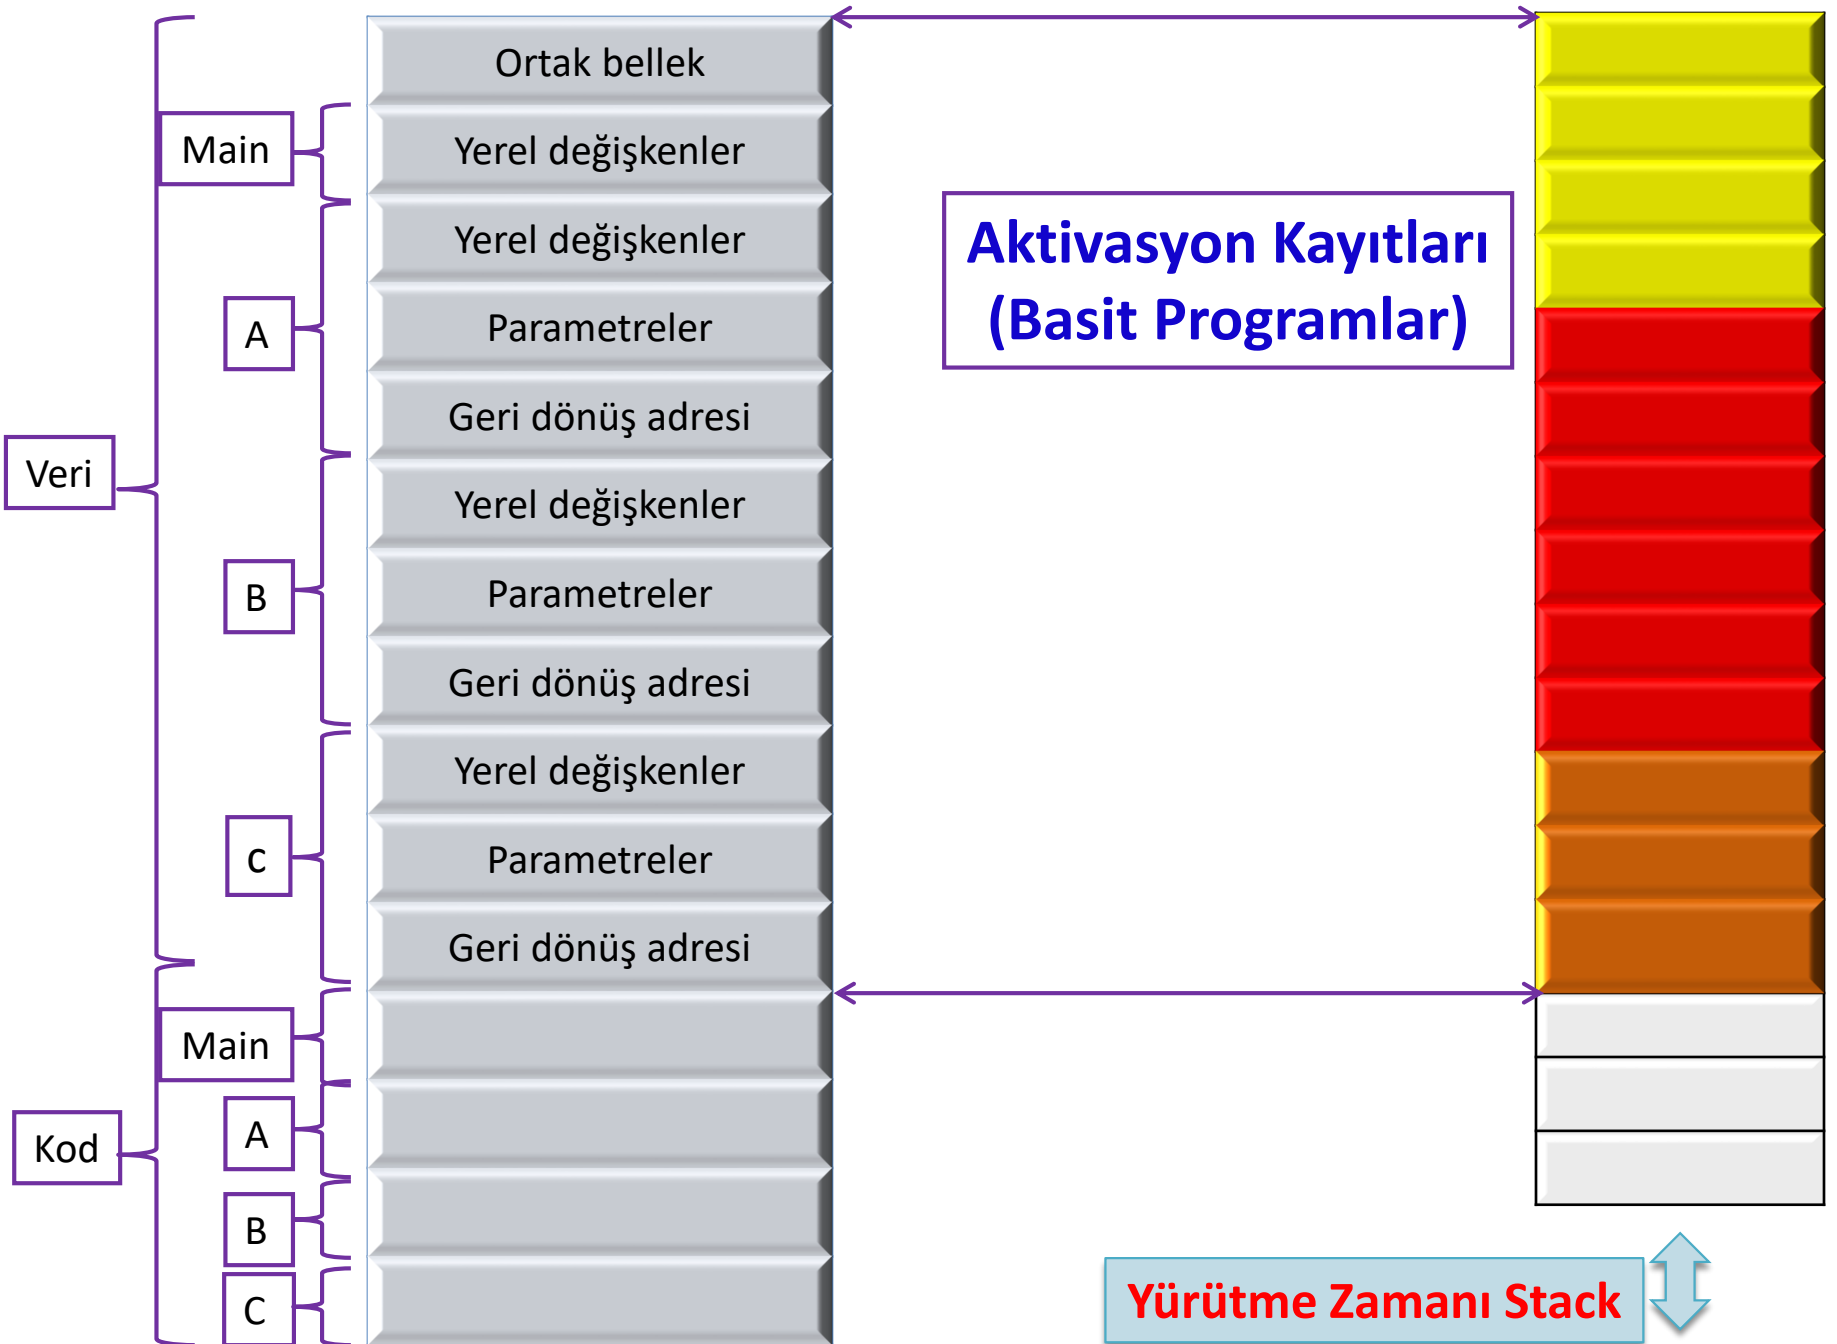 Ortak bellek
Main
Yerel değişkenler
Yerel değişkenler
A
Parametreler
Geri dönüş adresi
Veri
Yerel değişkenler
B
Parametreler
Geri dönüş adresi
Yerel değişkenler
c
Parametreler
Geri dönüş adresi
Main
Kod
A
B
C
Aktivasyon Kayıtları
(Basit Programlar)
Yürütme Zamanı Stack